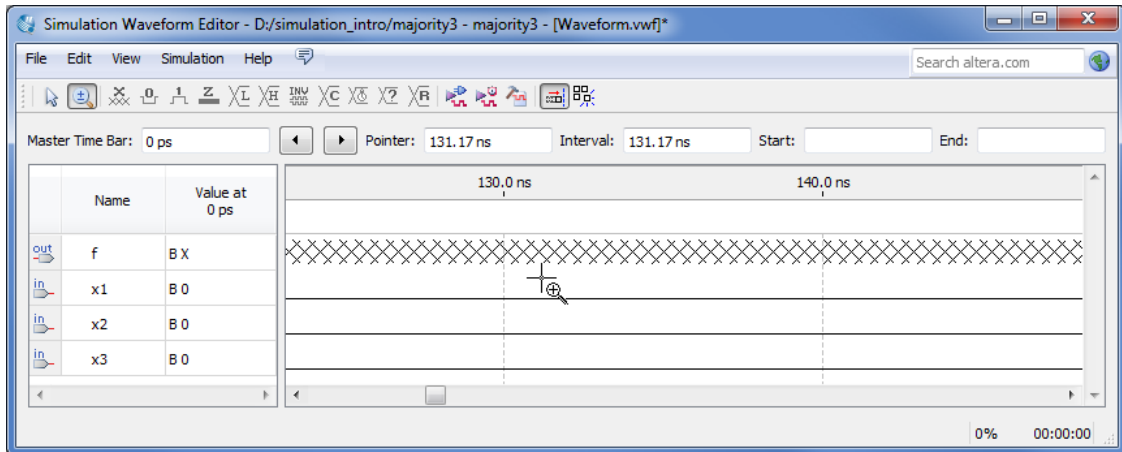 Simulation Waveform Editor - D:/simulation_intro/majority3 - majority3 - [Waveform.vwf]*
File Edit View Simulation Help Search altera.com
Master Time Bar: 0 ps Pointer: 131.17 ns Interval: 131.17 ns Start: End:
Name Value at 0 ps 130.0 ns 140.0 ns
out f B X
in x1 B 0
in x2 B 0
in x3 B 0
0% 00:00:00